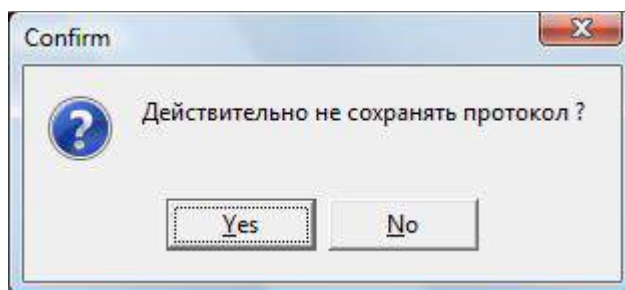 Confirm
Действительно не сохранять протокол ?
Yes No